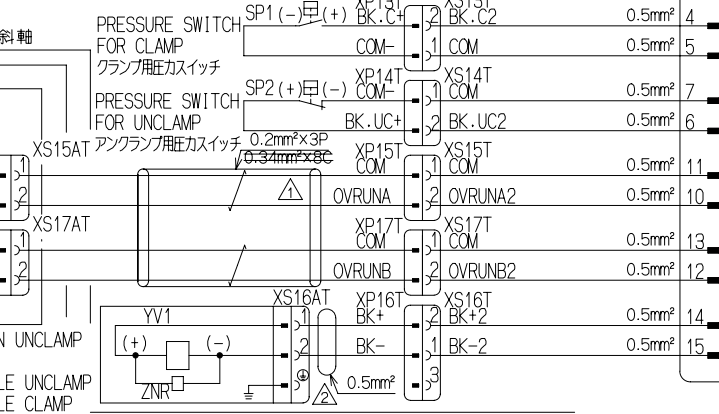 XP13T XS13T
SP1 (-) (+) BK.C+ 2 BK.C2 0.5mm² 4
PRESSURE SWITCH
FOR CLAMP COM- 1 COM 0.5mm² 5
クランプ用圧力スイッチ
斜軸
XP14T XS14T
SP2 (+) (-) COM- 1 COM 0.5mm² 7
PRESSURE SWITCH
FOR UNCLAMP BK.UC+ 2 BK.UC2 0.5mm² 6
アンクランプ用圧力スイッチ
0.2mm²×3P
0.34mm²×8C
XS15AT XP15T XS15T
1 COM 1 COM 0.5mm² 11
2 1 OVRUNA 2 OVRUNA2 0.5mm² 10
XS17AT XP17T XS17T
1 COM 1 COM 0.5mm² 13
2 OVRUNB 2 OVRUNB2 0.5mm² 12
XS16AT XP16T XS16T
YV1 1 BK+ 2 BK+2 0.5mm² 14
N UNCLAMP
(+) (-) 2 BK- 1 BK-2 0.5mm² 15
LE UNCLAMP ZNR 2 0.5mm² 3
LE CLAMP